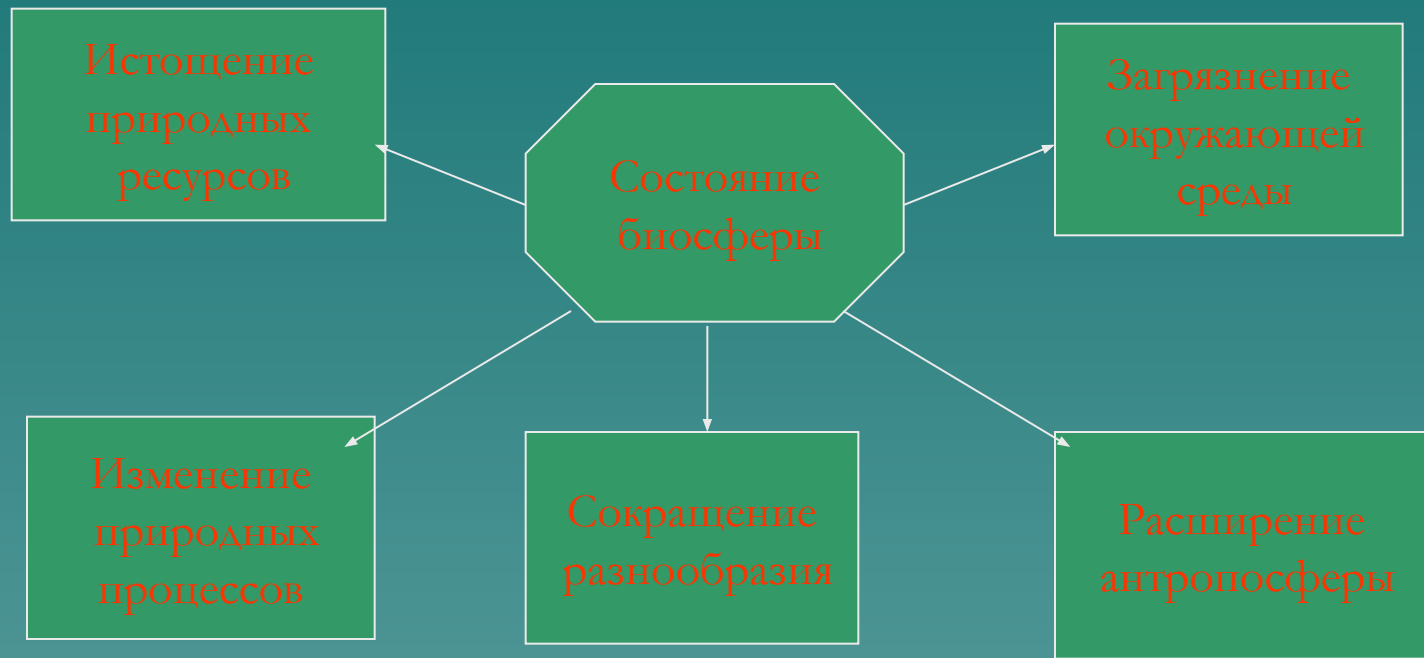 Истощение
природных
ресурсов
Состояние
биосферы
Загрязнение
окружающей
среды
Изменение
природных
процессов
Сокращение
разнообразия
Расширение
антропосферы